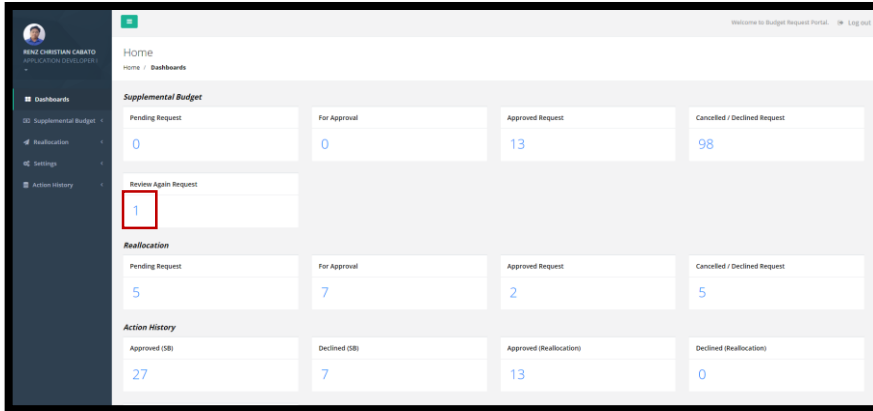 Welcome to Budget Request Portal. Log out
RENZ CHRISTIAN CABATO
APPLICATION DEVELOPER I
Home
Home / Dashboards
Dashboards
Supplemental Budget
Reallocation
Settings
Action History
Supplemental Budget
Pending Request
For Approval
Approved Request
Cancelled / Declined Request
0
0
13
98
Review Again Request
1
Reallocation
Pending Request
For Approval
Approved Request
Cancelled / Declined Request
5
7
2
5
Action History
Approved (SB)
Declined (SB)
Approved (Reallocation)
Declined (Reallocation)
27
7
13
0